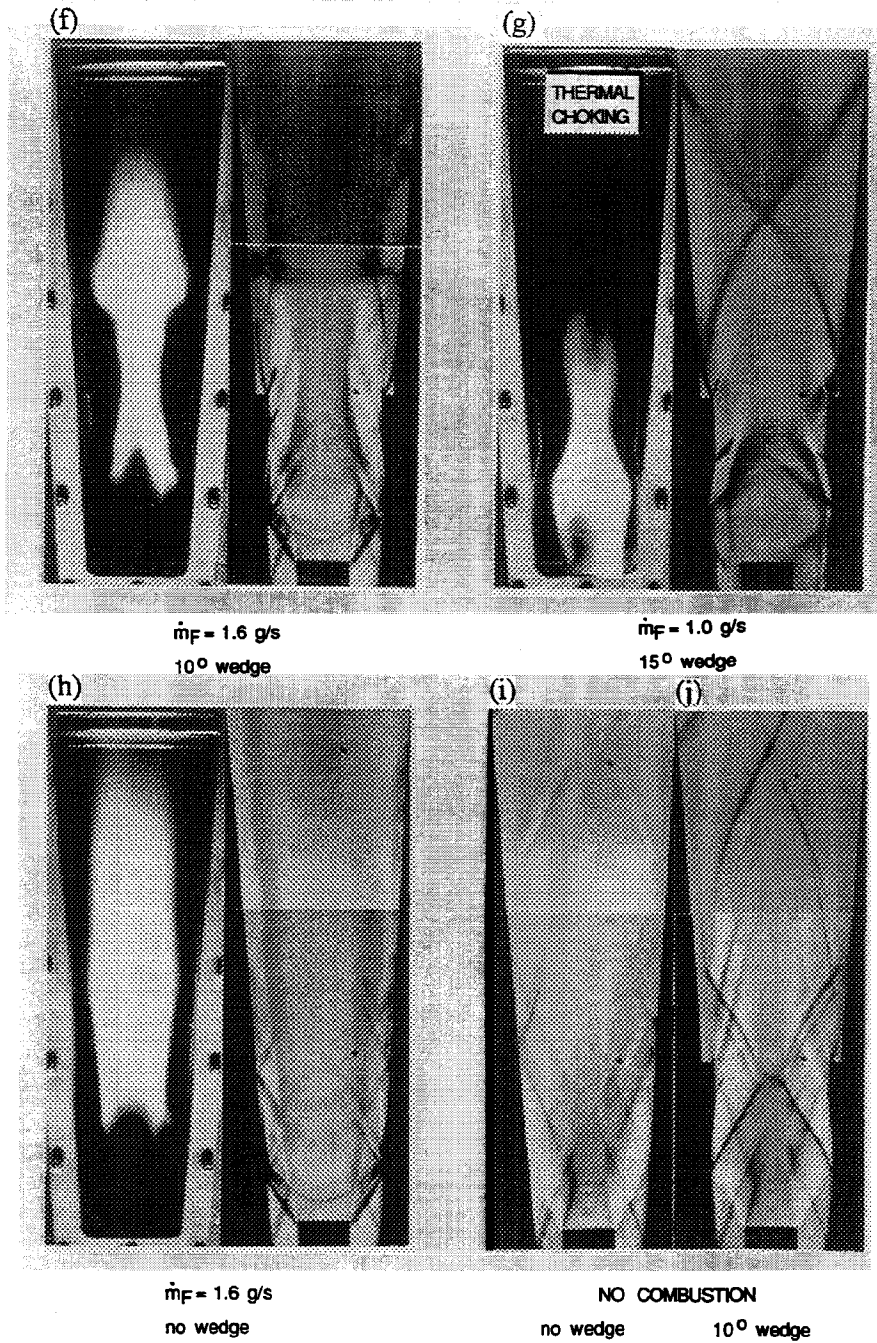 (f)
(g)
THERMAL
CHOKING
ṁF = 1.6 g/s
10° wedge
ṁF = 1.0 g/s
15° wedge
(h)
(i)
(j)
ṁF = 1.6 g/s
no wedge
NO COMBUSTION
no wedge
10° wedge